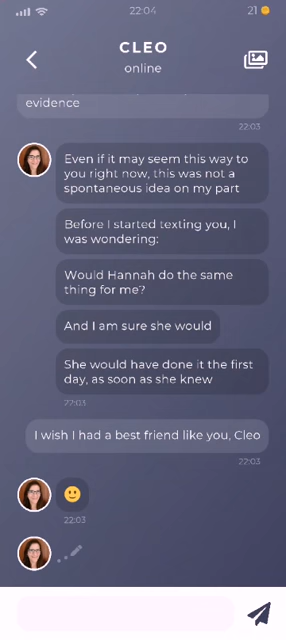 22:04
21
CLEO
online
evidence
22:03
Even if it may seem this way to
you right now, this was not a
spontaneous idea on my part
Before I started texting you, I
was wondering:
Would Hannah do the same
thing for me?
And I am sure she would
She would have done it the first
day, as soon as she knew
22:03
I wish I had a best friend like you, Cleo
22:03
🙂
22:03